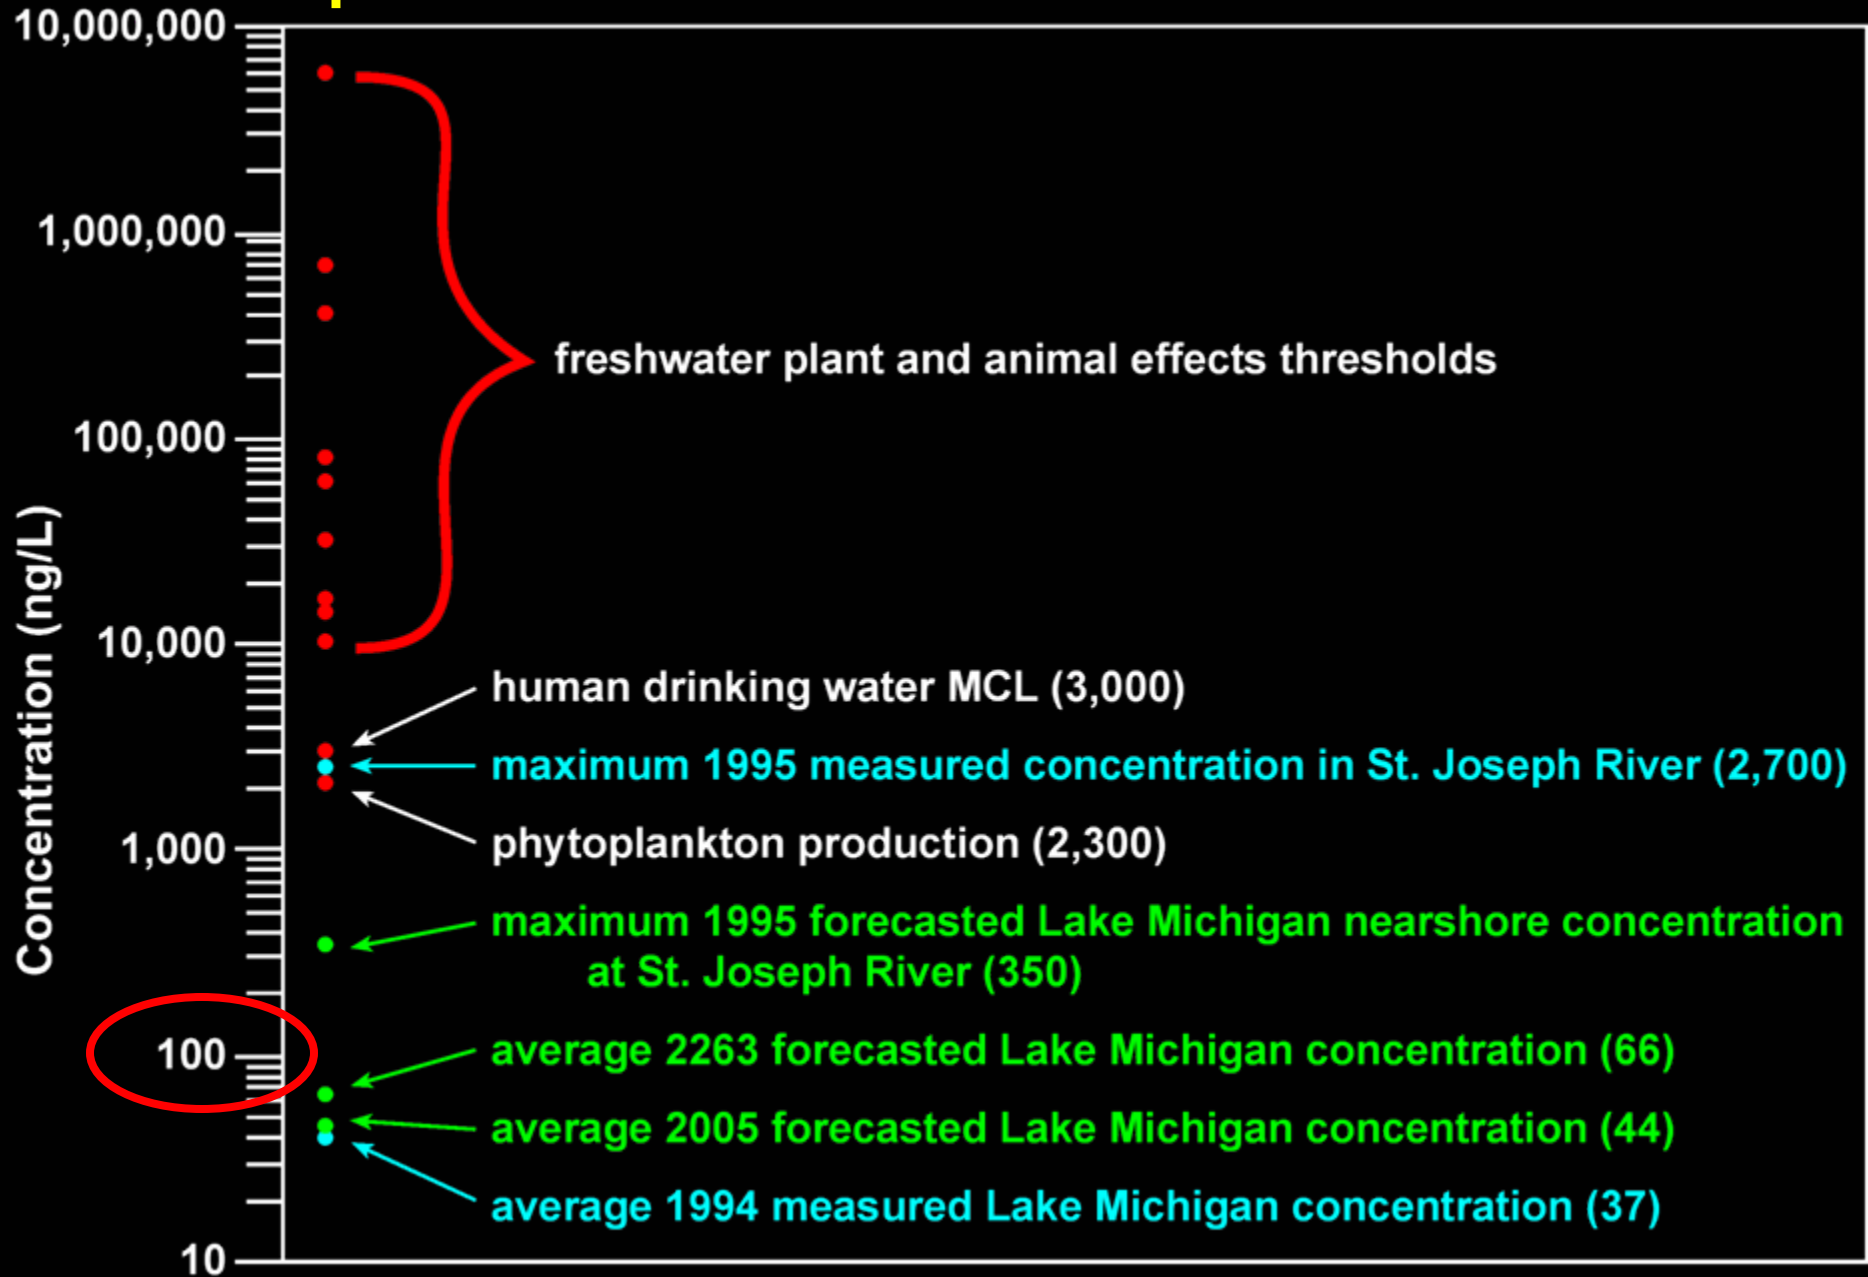 10,000,000
1,000,000
100,000
10,000
1,000
100
10
Concentration (ng/L)
freshwater plant and animal effects thresholds
human drinking water MCL (3,000)
maximum 1995 measured concentration in St. Joseph River (2,700)
phytoplankton production (2,300)
maximum 1995 forecasted Lake Michigan nearshore concentration
at St. Joseph River (350)
average 2263 forecasted Lake Michigan concentration (66)
average 2005 forecasted Lake Michigan concentration (44)
average 1994 measured Lake Michigan concentration (37)